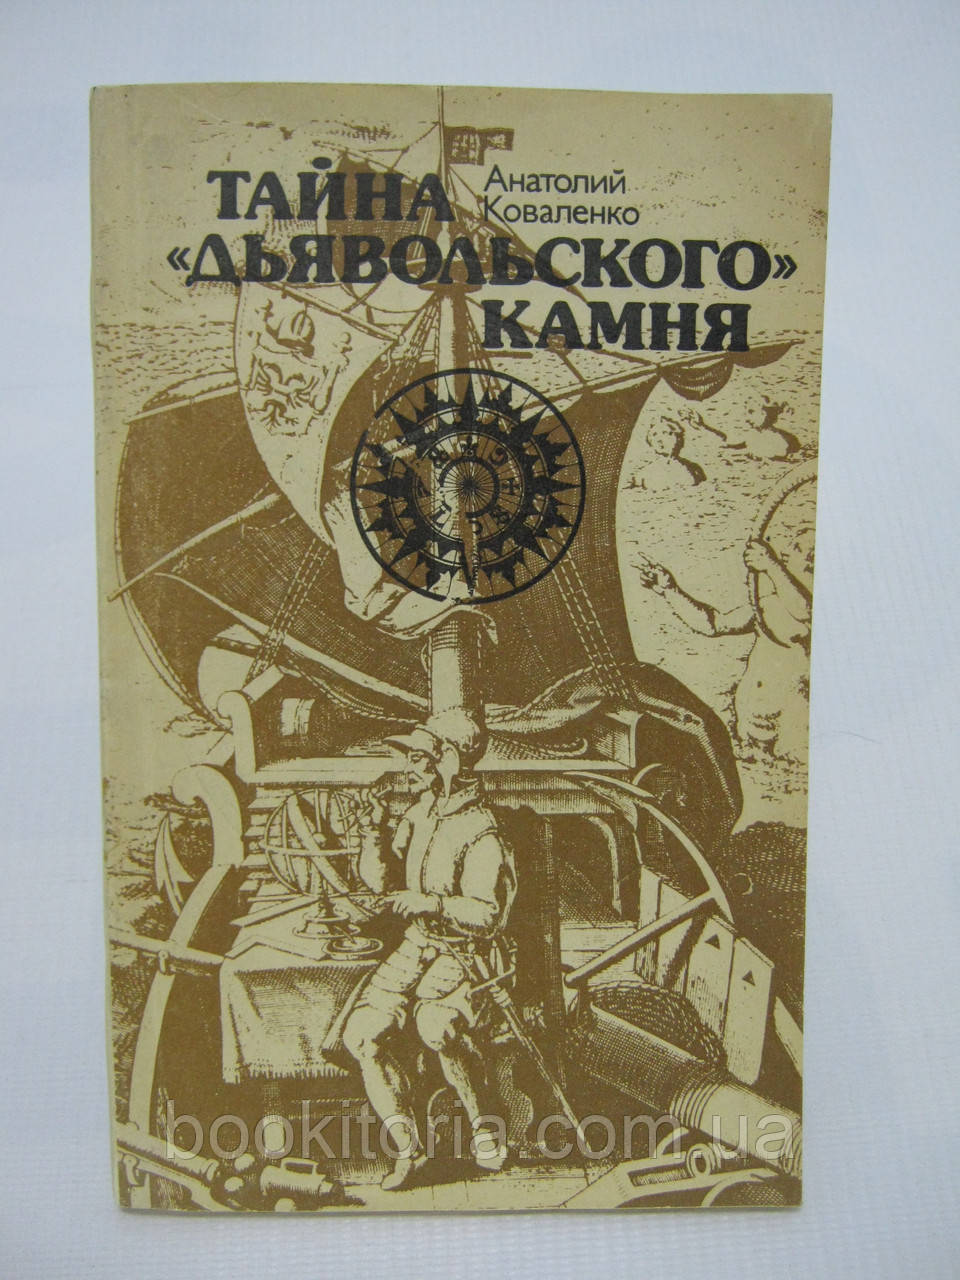 Анатолий
Коваленко
ТАЙНА
«ДЬЯВОЛЬСКОГО»
КАМНЯ
bookitoria.com.ua